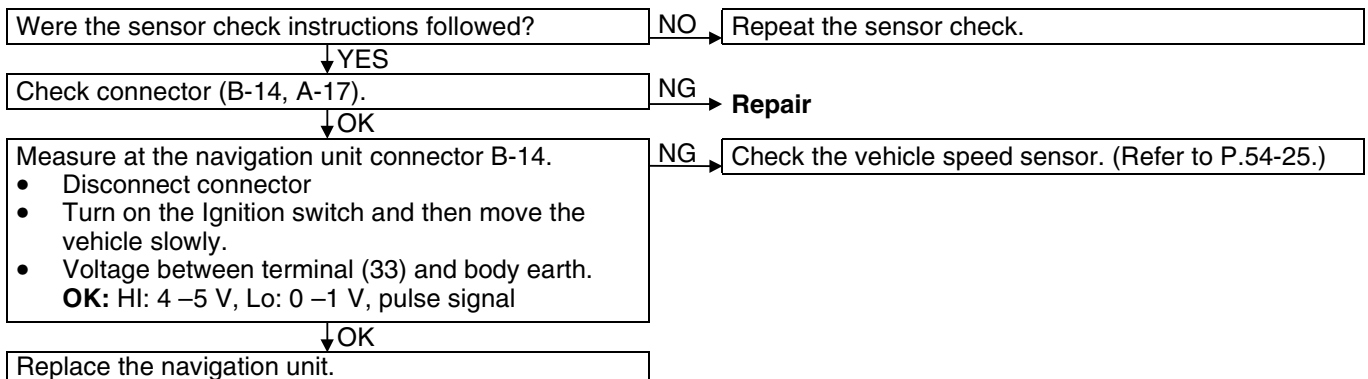 Were the sensor check instructions followed?
NO
Repeat the sensor check.
YES
Check connector (B-14, A-17).
NG
Repair
OK
Measure at the navigation unit connector B-14.
• Disconnect connector
• Turn on the Ignition switch and then move the
vehicle slowly.
• Voltage between terminal (33) and body earth.
OK: HI: 4 –5 V, Lo: 0 –1 V, pulse signal
NG
Check the vehicle speed sensor. (Refer to P.54-25.)
OK
Replace the navigation unit.